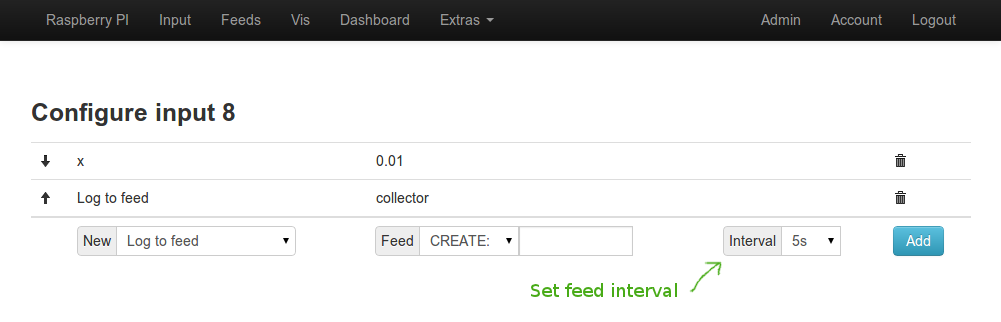 Raspberry PI Input Feeds Vis Dashboard Extras Admin Account Logout
Configure input 8
x 0.01
Log to feed collector
New Log to feed Feed CREATE: Interval 5s Add
Set feed interval